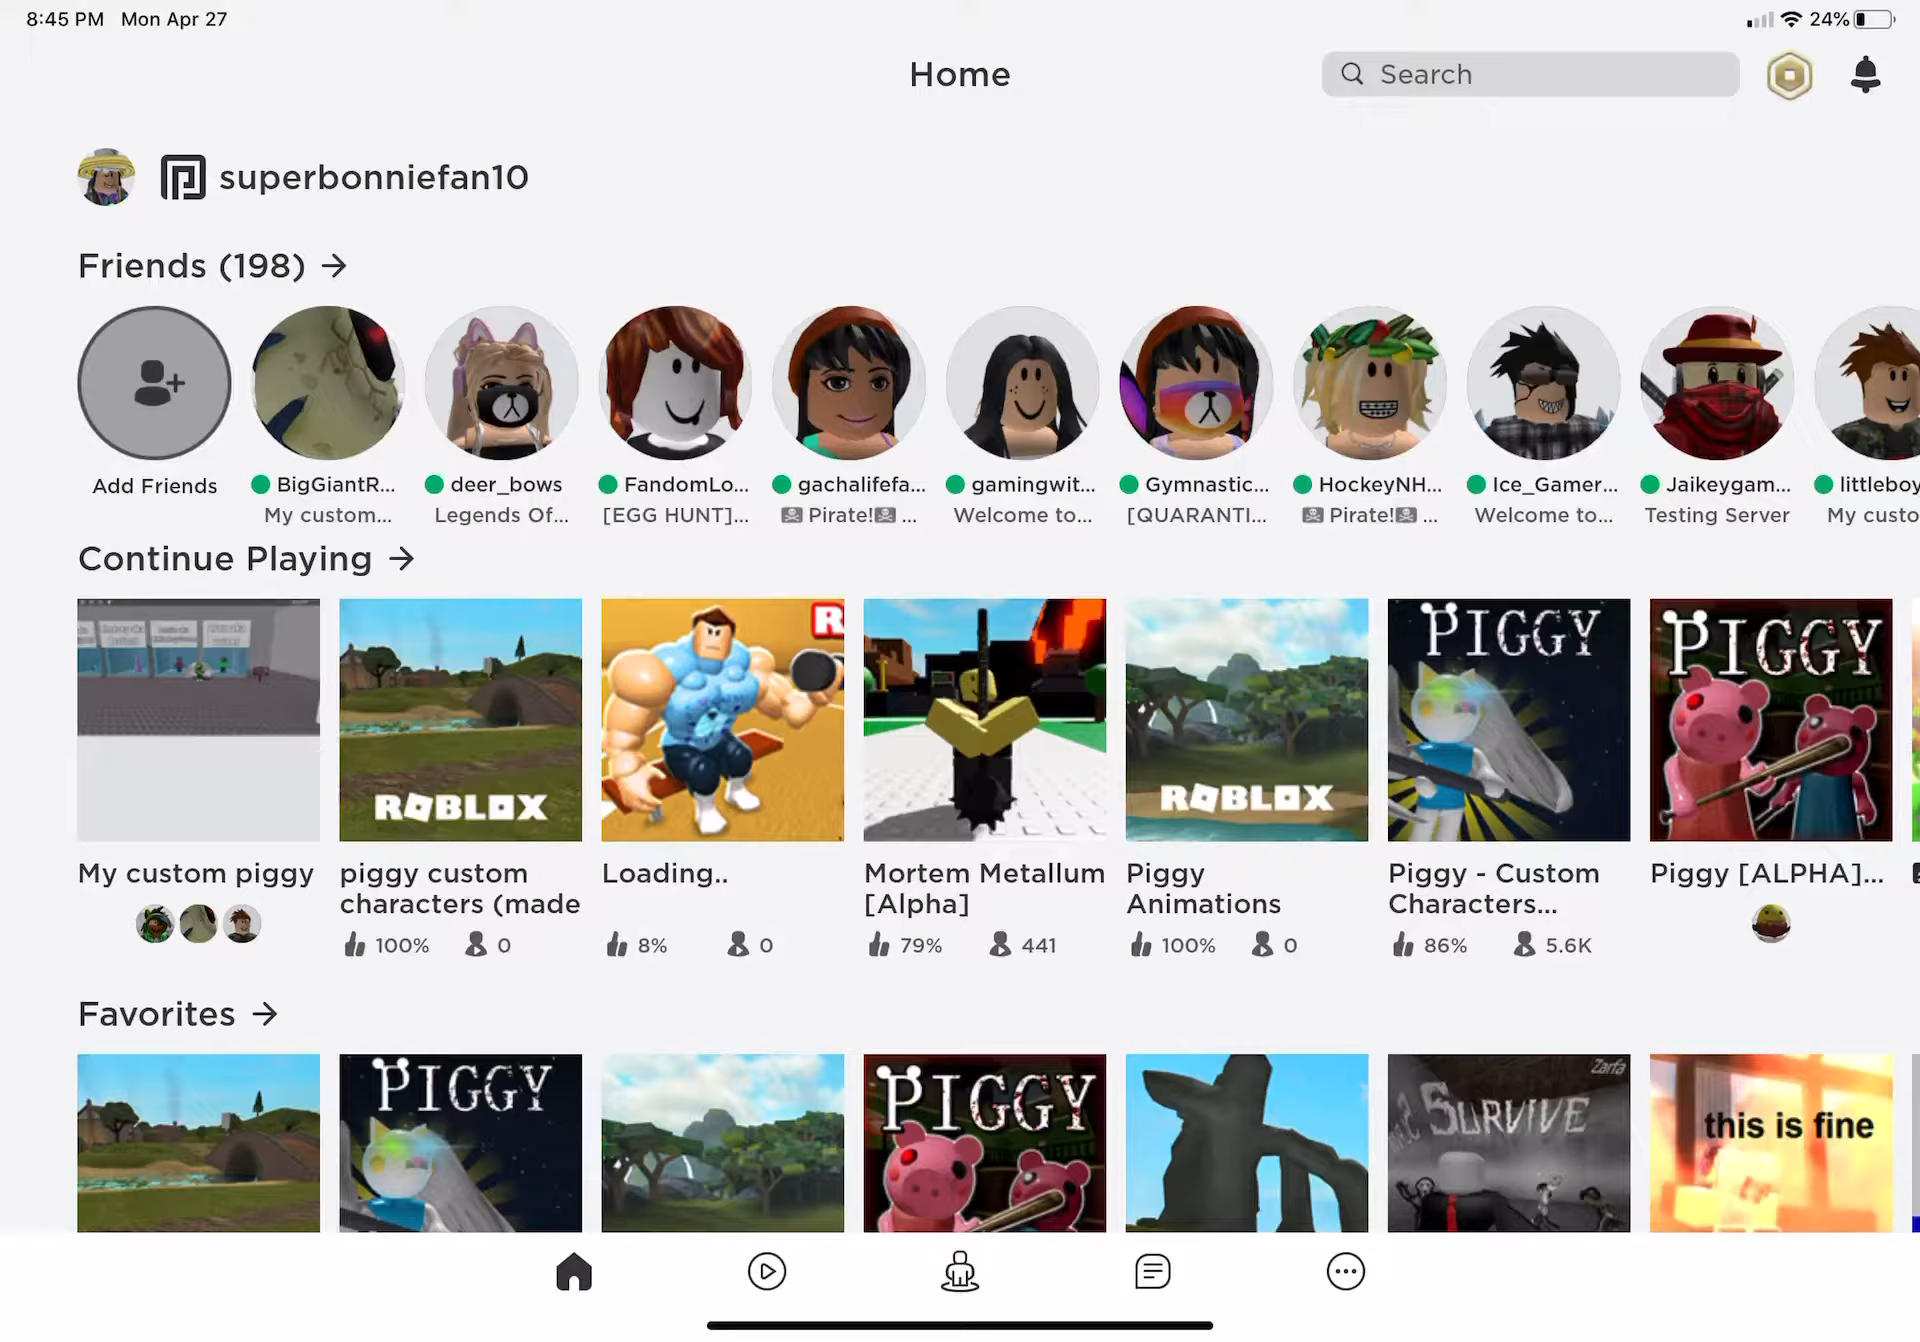 8:45 PM Mon Apr 27
24%
Home
Search
superbonniefan10
Friends (198)
Add Friends
BigGiantR...
My custom...
deer_bows
Legends Of...
FandomLo...
[EGG HUNT]...
gachalifefa...
Pirate! ...
gamingwit...
Welcome to...
Gymnastic...
[QUARANTI...
HockeyNH...
Pirate! ...
Ice_Gamer...
Welcome to...
Jaikeygam...
Testing Server
littleboy
My custo
Continue Playing
ROBLOX
R
ROBLOX
PIGGY
PIGGY
My custom piggy
piggy custom
characters (made
100% 0
Loading..
8% 0
Mortem Metallum
[Alpha]
79% 441
Piggy
Animations
100% 0
Piggy - Custom
Characters...
86% 5.6K
Piggy [ALPHA]...
Favorites
PIGGY
PIGGY
Zarfa
SURVIVE
this is fine